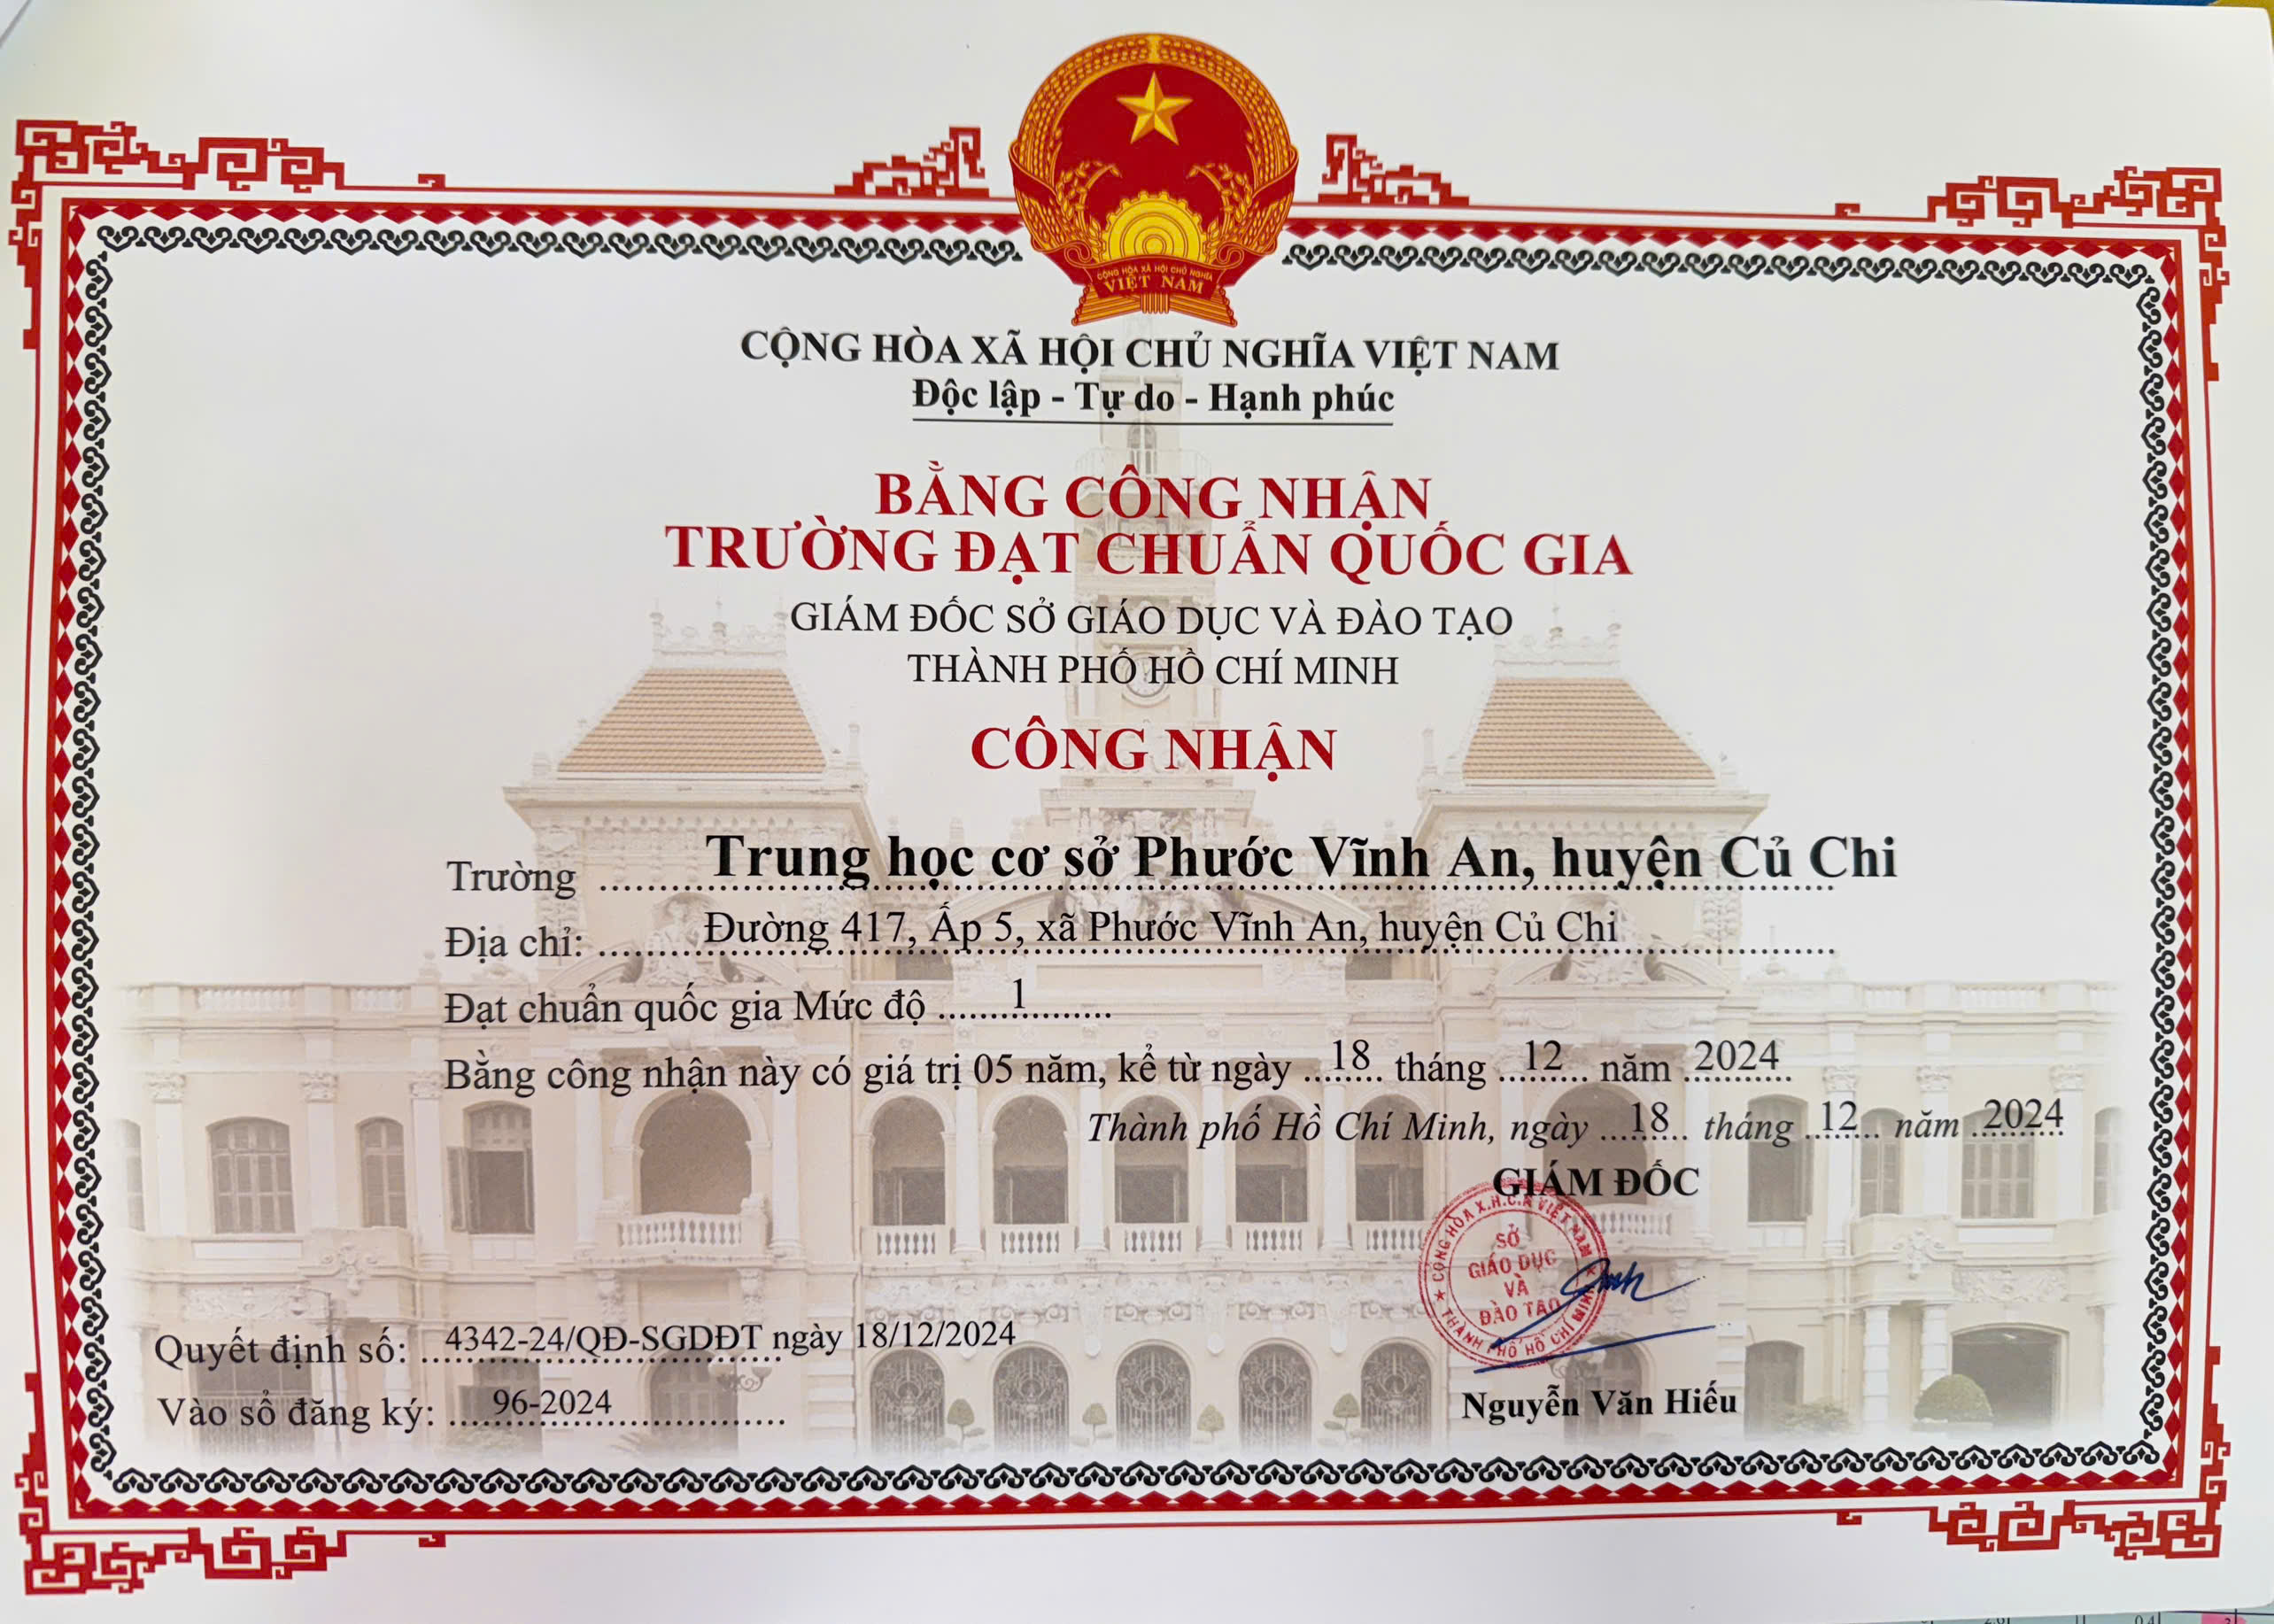 CỘNG HÒA XÃ HỘI CHỦ NGHĨA
VIỆT NAM
CỘNG HÒA XÃ HỘI CHỦ NGHĨA VIỆT NAM
Độc lập - Tự do - Hạnh phúc
BẰNG CÔNG NHẬN
TRƯỜNG ĐẠT CHUẨN QUỐC GIA
GIÁM ĐỐC SỞ GIÁO DỤC VÀ ĐÀO TẠO
THÀNH PHỐ HỒ CHÍ MINH
CÔNG NHẬN
Trường Trung học cơ sở Phước Vĩnh An, huyện Củ Chi
Địa chỉ: Đường 417, Ấp 5, xã Phước Vĩnh An, huyện Củ Chi
Đạt chuẩn quốc gia Mức độ 1
Bằng công nhận này có giá trị 05 năm, kể từ ngày 18 tháng 12 năm 2024
Thành phố Hồ Chí Minh, ngày 18 tháng 12 năm 2024
GIÁM ĐỐC
CỘNG HÒA X.H.C.N VIỆT NAM
SỞ
GIÁO DỤC
VÀ
ĐÀO TẠO
THÀNH PHỐ HỒ CHÍ MINH
Quyết định số: 4342-24/QĐ-SGDĐT ngày 18/12/2024
Vào sổ đăng ký: 96-2024
Nguyễn Văn Hiếu